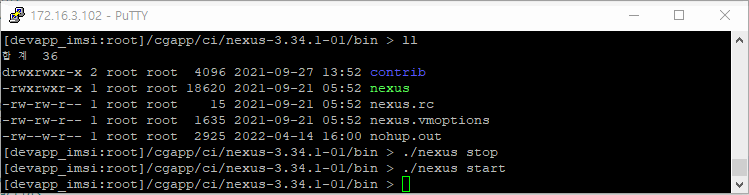 172.16.3.102 - PuTTY
[devapp_imsi:root]/cgapp/ci/nexus-3.34.1-01/bin > ll
합계 36
drwxrwxr-x 2 root root 4096 2021-09-27 13:52 contrib
-rwxrwxr-x 1 root root 18620 2021-09-21 05:52 nexus
-rw-rw-r-- 1 root root 15 2021-09-21 05:52 nexus.rc
-rw-rw-r-- 1 root root 1635 2021-09-21 05:52 nexus.vmoptions
-rw--w-r-- 1 root root 2925 2022-04-14 16:00 nohup.out
[devapp_imsi:root]/cgapp/ci/nexus-3.34.1-01/bin > ./nexus stop
[devapp_imsi:root]/cgapp/ci/nexus-3.34.1-01/bin > ./nexus start
[devapp_imsi:root]/cgapp/ci/nexus-3.34.1-01/bin >